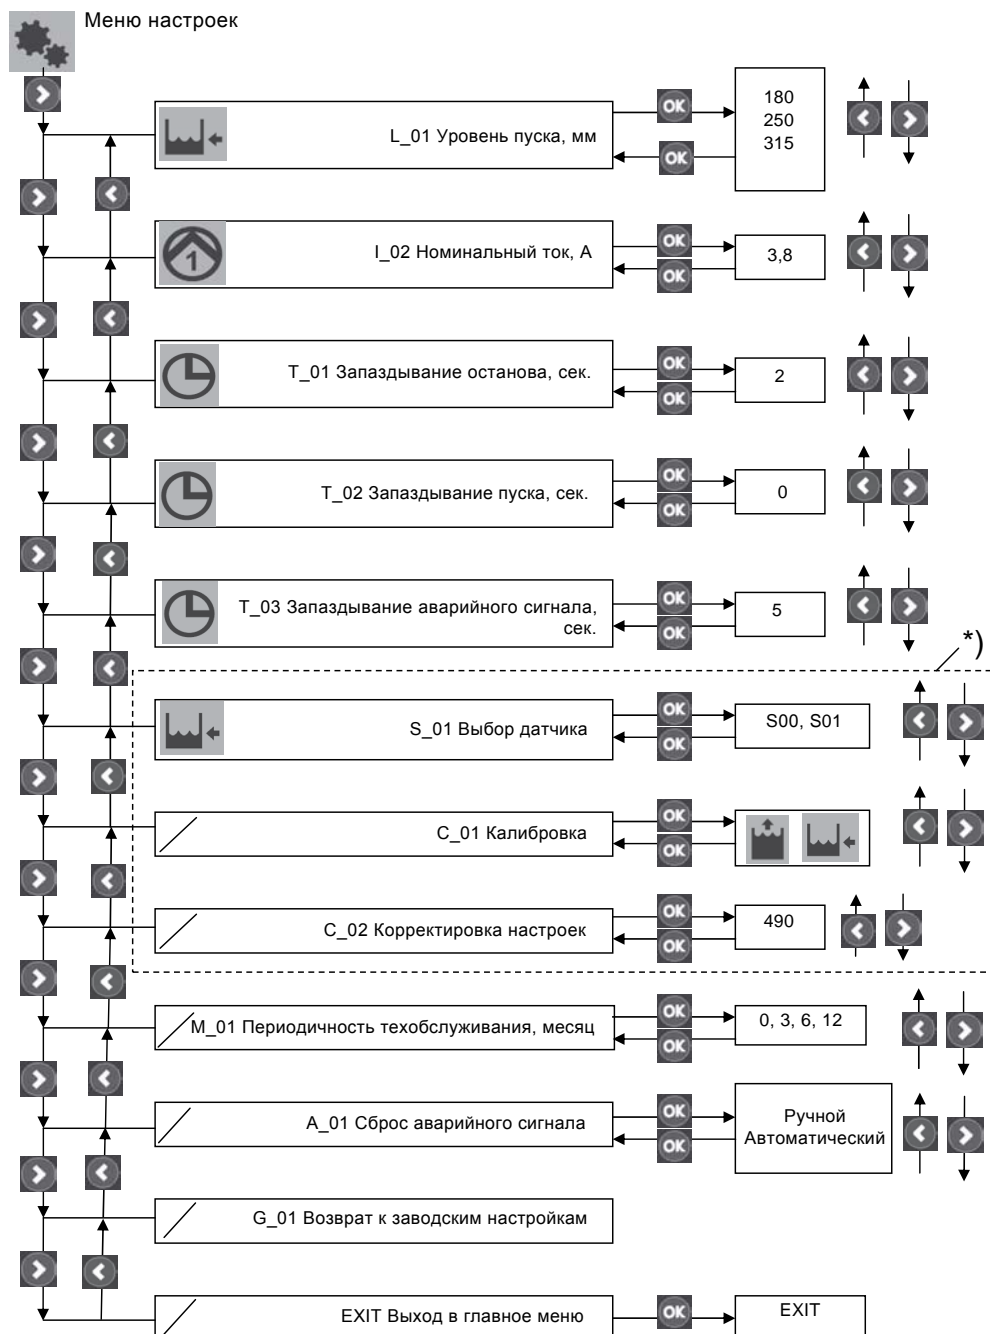 Меню настроек
L_01 Уровень пуска, мм
OK
OK
180
250
315
1
I_02 Номинальный ток, А
OK
OK
3,8
T_01 Запаздывание останова, сек.
OK
OK
2
T_02 Запаздывание пуска, сек.
OK
OK
0
T_03 Запаздывание аварийного сигнала,
сек.
OK
OK
5
*)
S_01 Выбор датчика
OK
OK
S00, S01
C_01 Калибровка
OK
OK
C_02 Корректировка настроек
OK
OK
490
M_01 Периодичность техобслуживания, месяц
OK
OK
0, 3, 6, 12
A_01 Сброс аварийного сигнала
OK
OK
Ручной
Автоматический
G_01 Возврат к заводским настройкам
EXIT Выход в главное меню
OK
EXIT